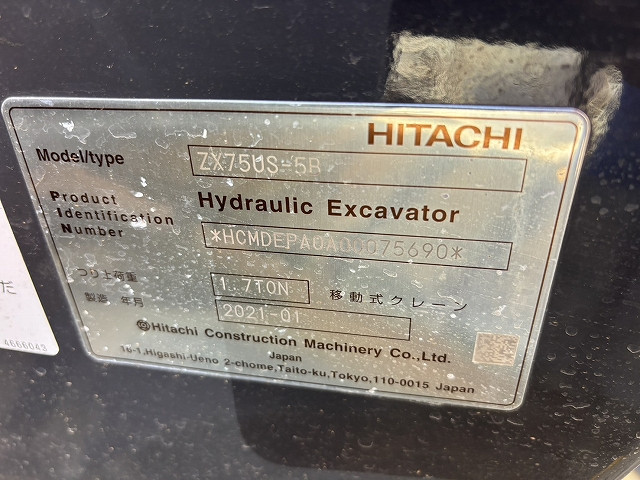 HITACHI
Model/type ZX75US-5B
Hydraulic Excavator
Product
Identification
Number *HCMDEPA0A00075690*
つり上荷重 1.7TON 移動式クレーン
製造 年月 2021-01
Hitachi Construction Machinery Co.,Ltd.
Japan
16-1,Higashi-Ueno 2-chome,Taito-ku,Tokyo,110-0015 Japan
だ
4666043